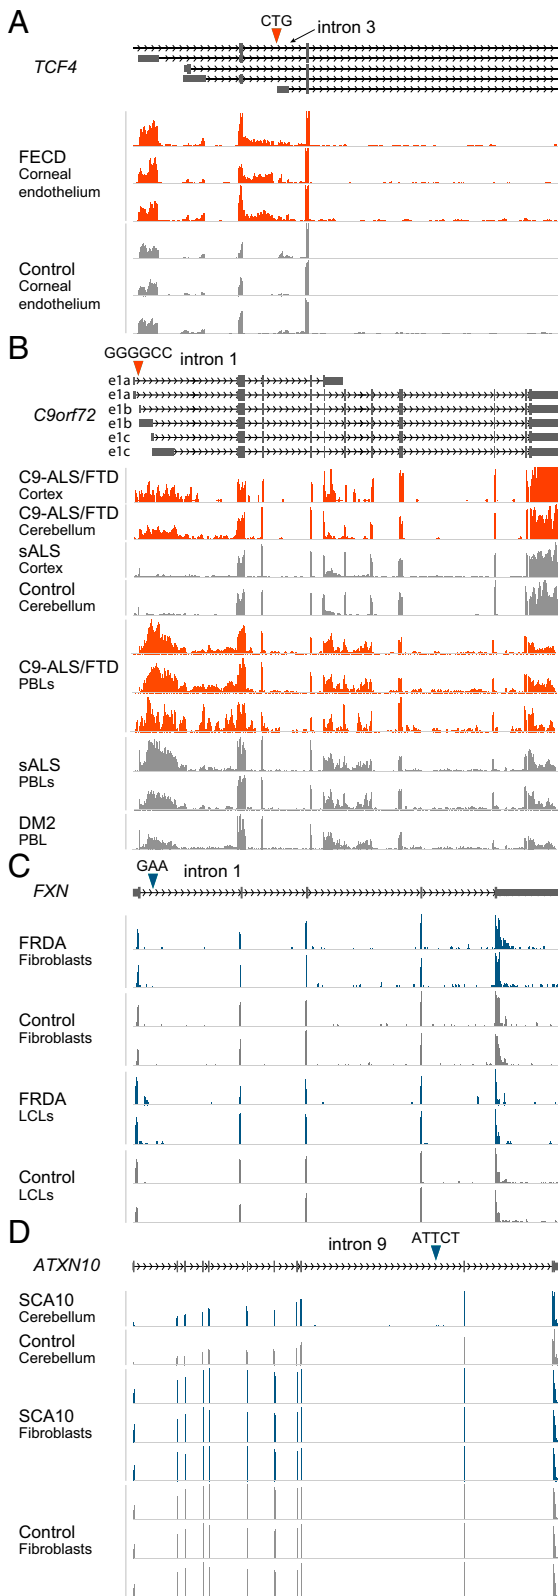 A
CTG
intron 3
TCF4
FECD
Corneal
endothelium
Control
Corneal
endothelium
B
GGGGCC
intron 1
e1a
e1a
e1b
C9orf72
e1b
e1c
e1c
C9-ALS/FTD
Cortex
C9-ALS/FTD
Cerebellum
sALS
Cortex
Control
Cerebellum
C9-ALS/FTD
PBLs
sALS
PBLs
DM2
PBL
C
GAA
intron 1
FXN
FRDA
Fibroblasts
Control
Fibroblasts
FRDA
LCLs
Control
LCLs
D
ATTCT
intron 9
ATXN10
SCA10
Cerebellum
Control
Cerebellum
SCA10
Fibroblasts
Control
Fibroblasts